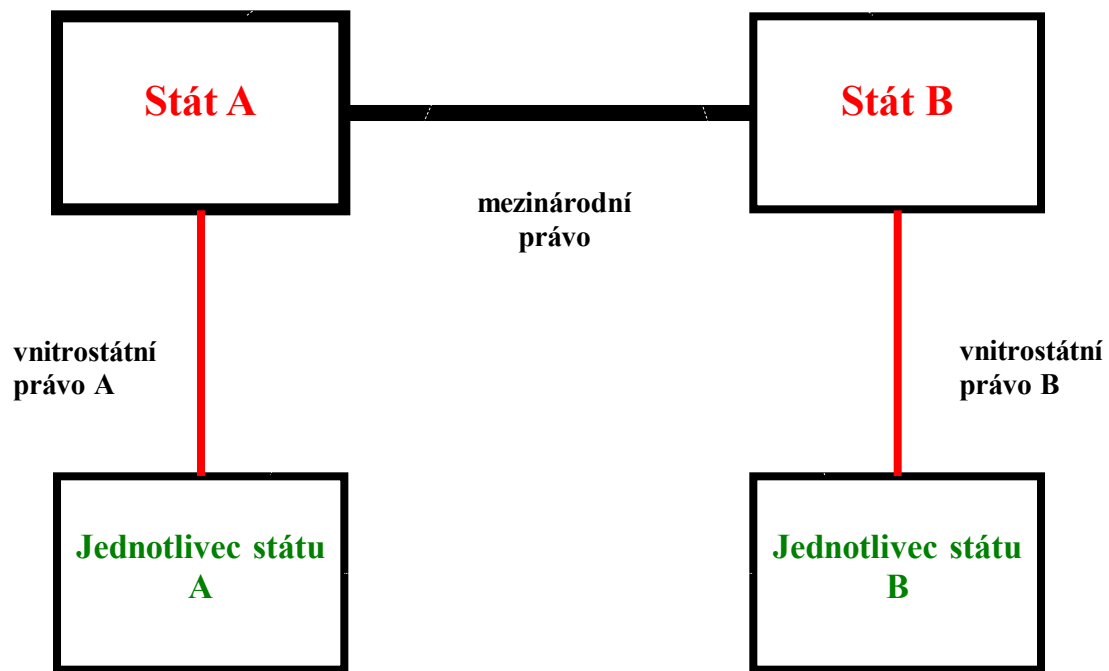 Stát A
Stát B
mezinárodní
právo
vnitrostátní
právo A
vnitrostátní
právo B
Jednotlivec státu
A
Jednotlivec státu
B